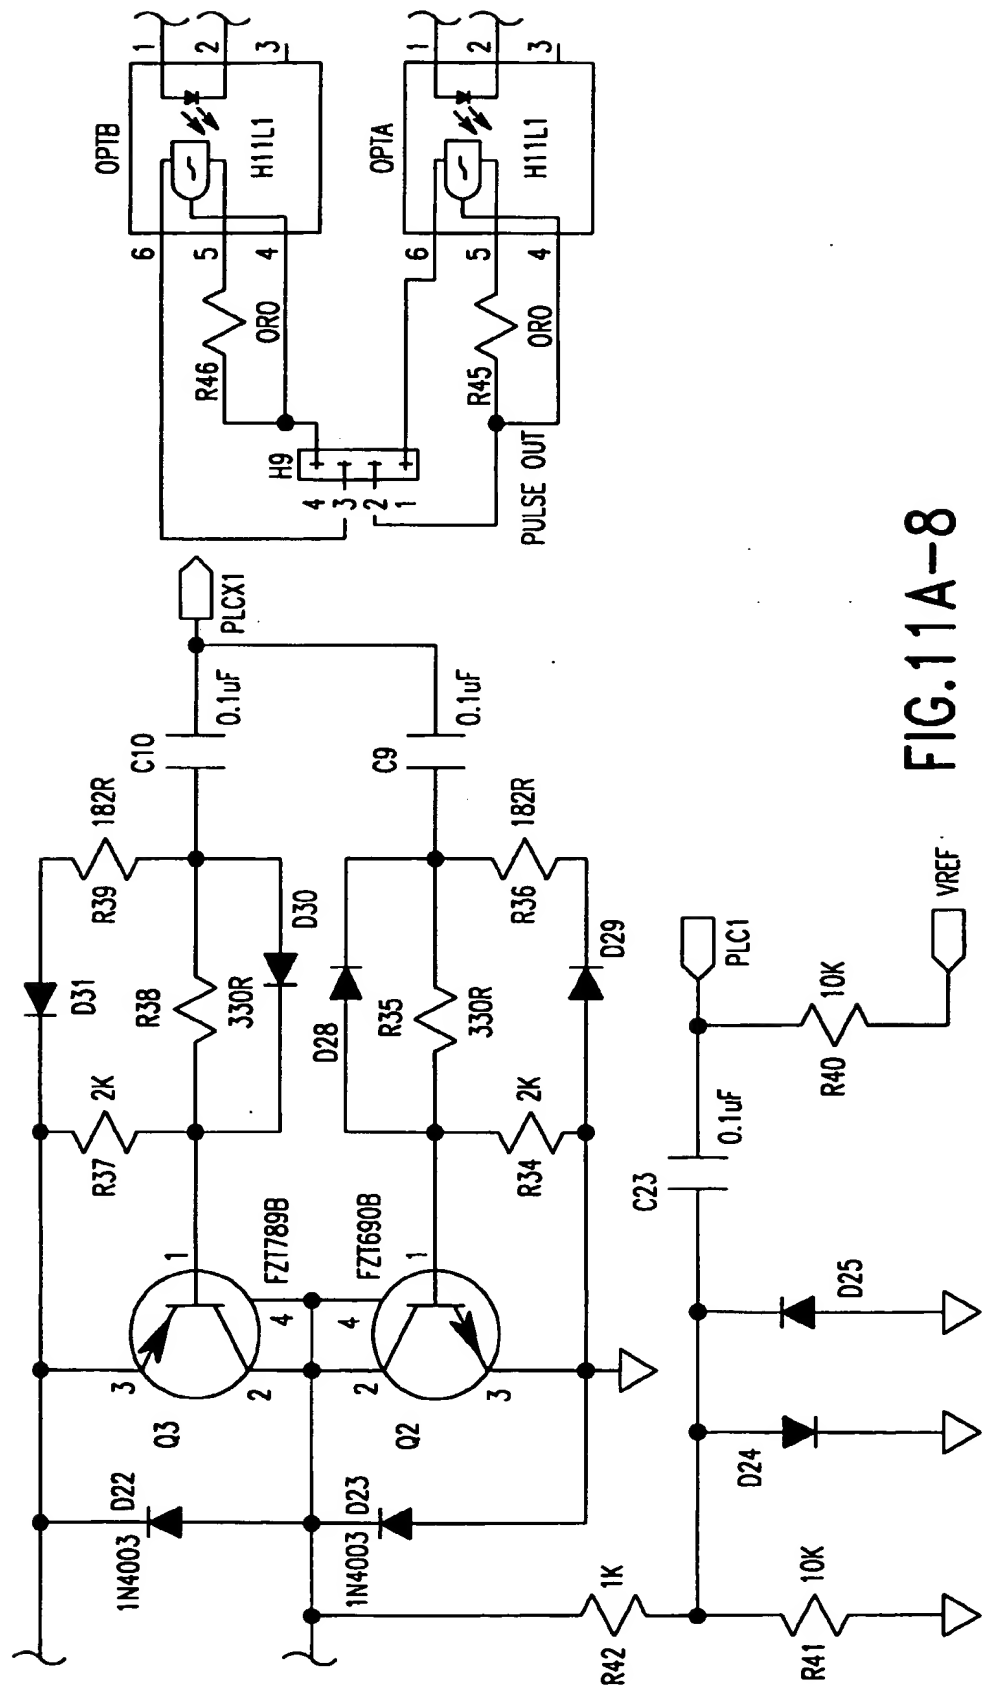 OPTB
H11L1
1
2
3
6
5
4
R46
0R0
OPTA
H11L1
1
2
3
6
5
4
R45
0R0
H9
4
3
2
1
PULSE OUT
PLCX1
C10
0.1uF
C9
0.1uF
R39
182R
D31
R38
330R
D30
R37
2K
D28
R35
330R
R36
182R
D29
R34
2K
FZT789B
1
3
2
4
Q3
FZT690B
1
4
2
3
Q2
D22
1N4003
D23
1N4003
R42
1K
R41
10K
D24
D25
C23
0.1uF
R40
10K
PLC1
VREF
FIG.11A-8